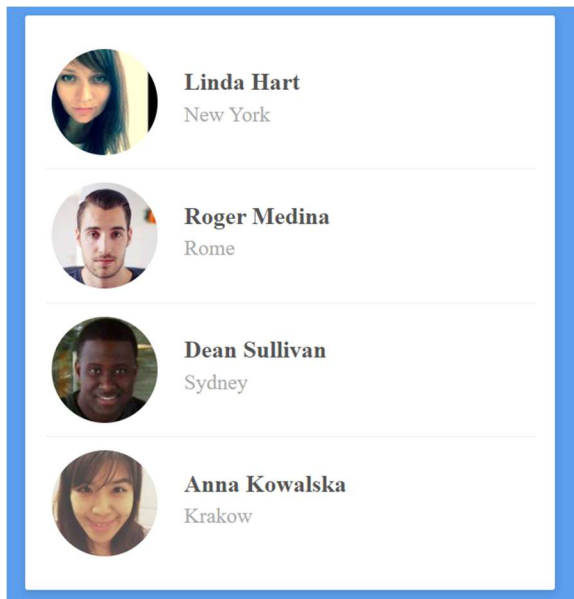 Linda Hart
New York
Roger Medina
Rome
Dean Sullivan
Sydney
Anna Kowalska
Krakow